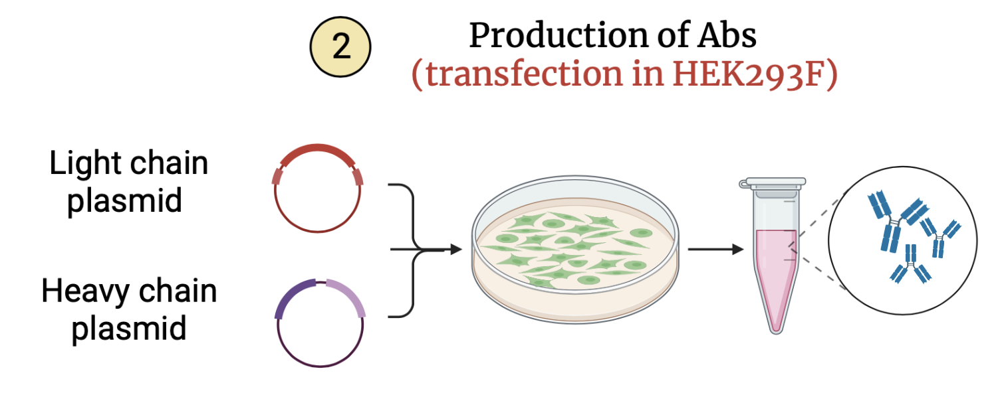 2
Production of Abs
(transfection in HEK293F)
Light chain
plasmid
Heavy chain
plasmid